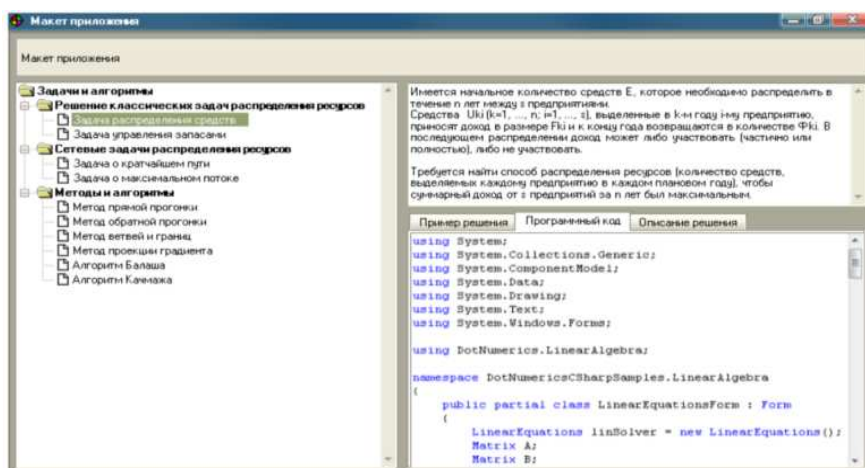 Макет приложения
Макет приложения
Задачи и алгоритмы
Решение классических задач распределения ресурсов
Задача распределения средств
Задача управления запасами
Сетевые задачи распределения ресурсов
Задача о кратчайшем пути
Задача о максимальном потоке
Методы и алгоритмы
Метод прямой прогонки
Метод обратной прогонки
Метод ветвей и границ
Метод проекции градиента
Алгоритм Балаша
Алгоритм Качмажа
Имеется начальное количество средств E, которое необходимо распределить в
течение n лет между s предприятиями.
Средства Uki (k=1, ..., n; i=1, ..., s), выделенные в k-м году i-му предприятию,
приносят доход в размере Fki и к концу года возвращаются в количестве Фki. В
последующем распределении доход может либо участвовать (частично или
полностью), либо не участвовать.
Требуется найти способ распределения ресурсов (количество средств,
выделяемых каждому предприятию в каждом плановом году), чтобы
суммарный доход от s предприятий за n лет был максимальным.
Пример решения Программный код Описание решения
using System;
using System.Collections.Generic;
using System.ComponentModel;
using System.Data;
using System.Drawing;
using System.Text;
using System.Windows.Forms;
using DotNumerics.LinearAlgebra;
namespace DotNumericsCSharpSamples.LinearAlgebra
{
public partial class LinearEquationsForm : Form
{
LinearEquations linSolver = new LinearEquations();
Matrix A;
Matrix B;